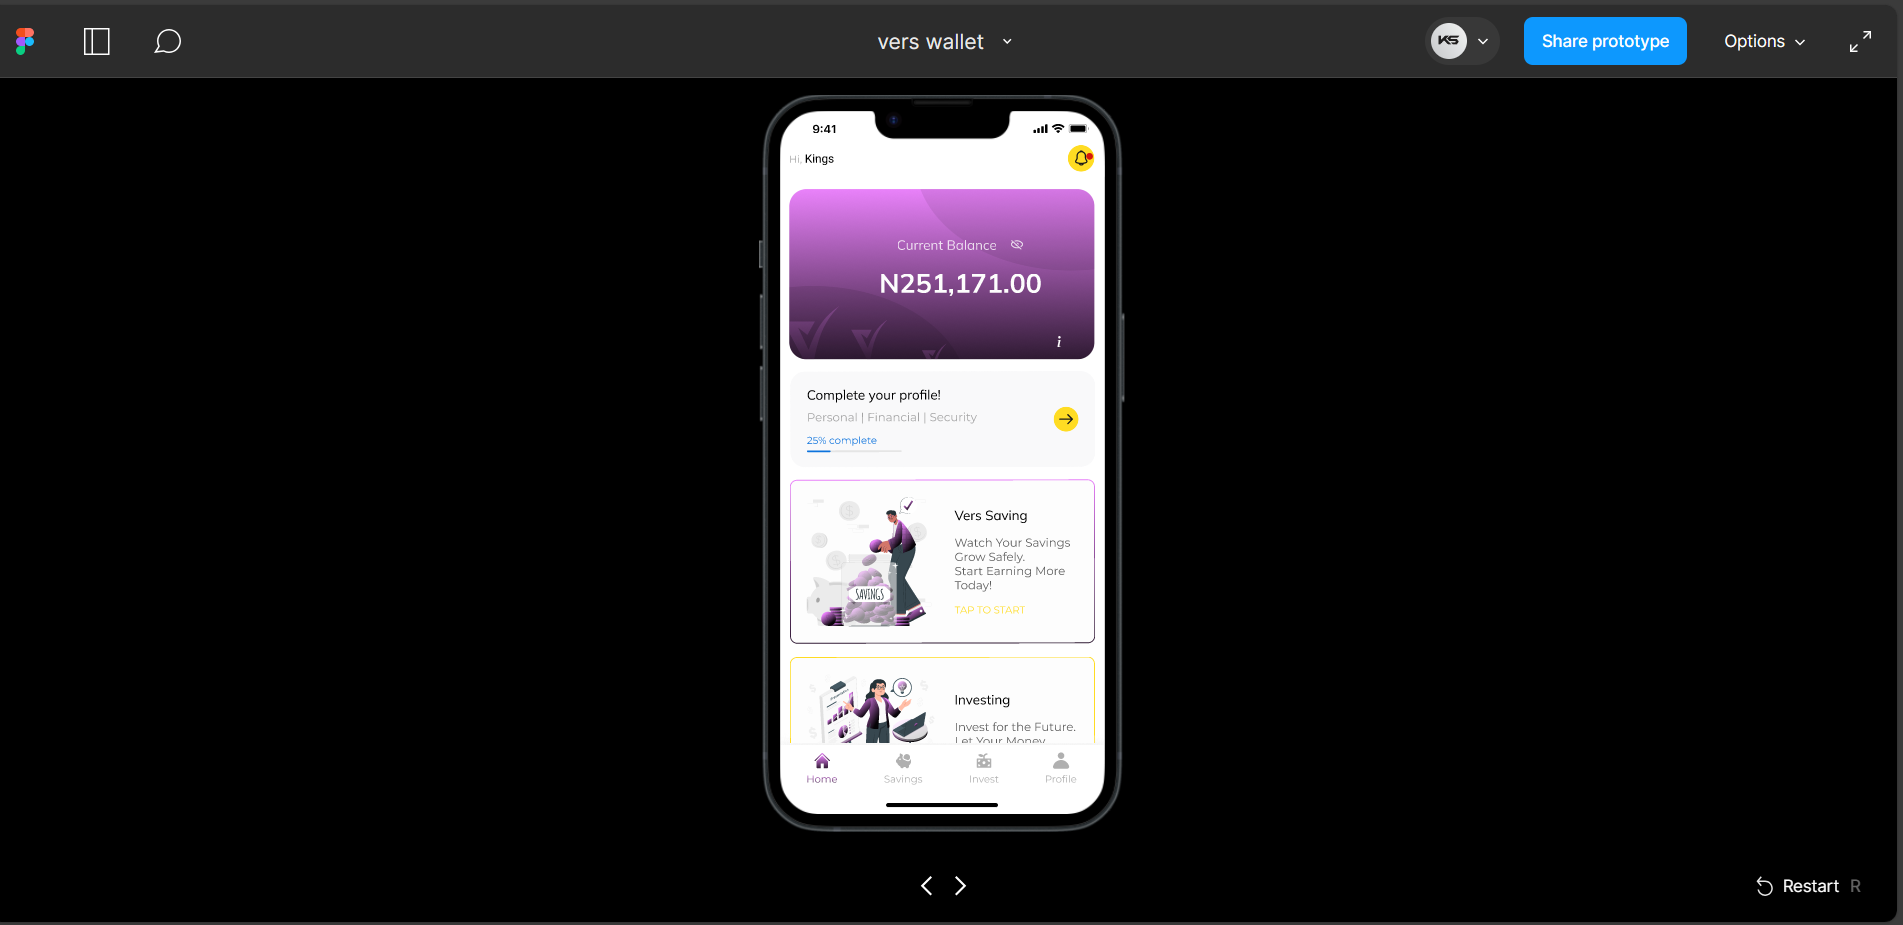 vers wallet
KS
Share prototype
Options
9:41
Hi, Kings
Current Balance
N251,171.00
i
Complete your profile!
Personal | Financial | Security
25% complete
SAVINGS
Vers Saving
Watch Your Savings
Grow Safely.
Start Earning More
Today!
TAP TO START
Investing
Invest for the Future.
Let Your Money
Home
Savings
Invest
Profile
Restart R